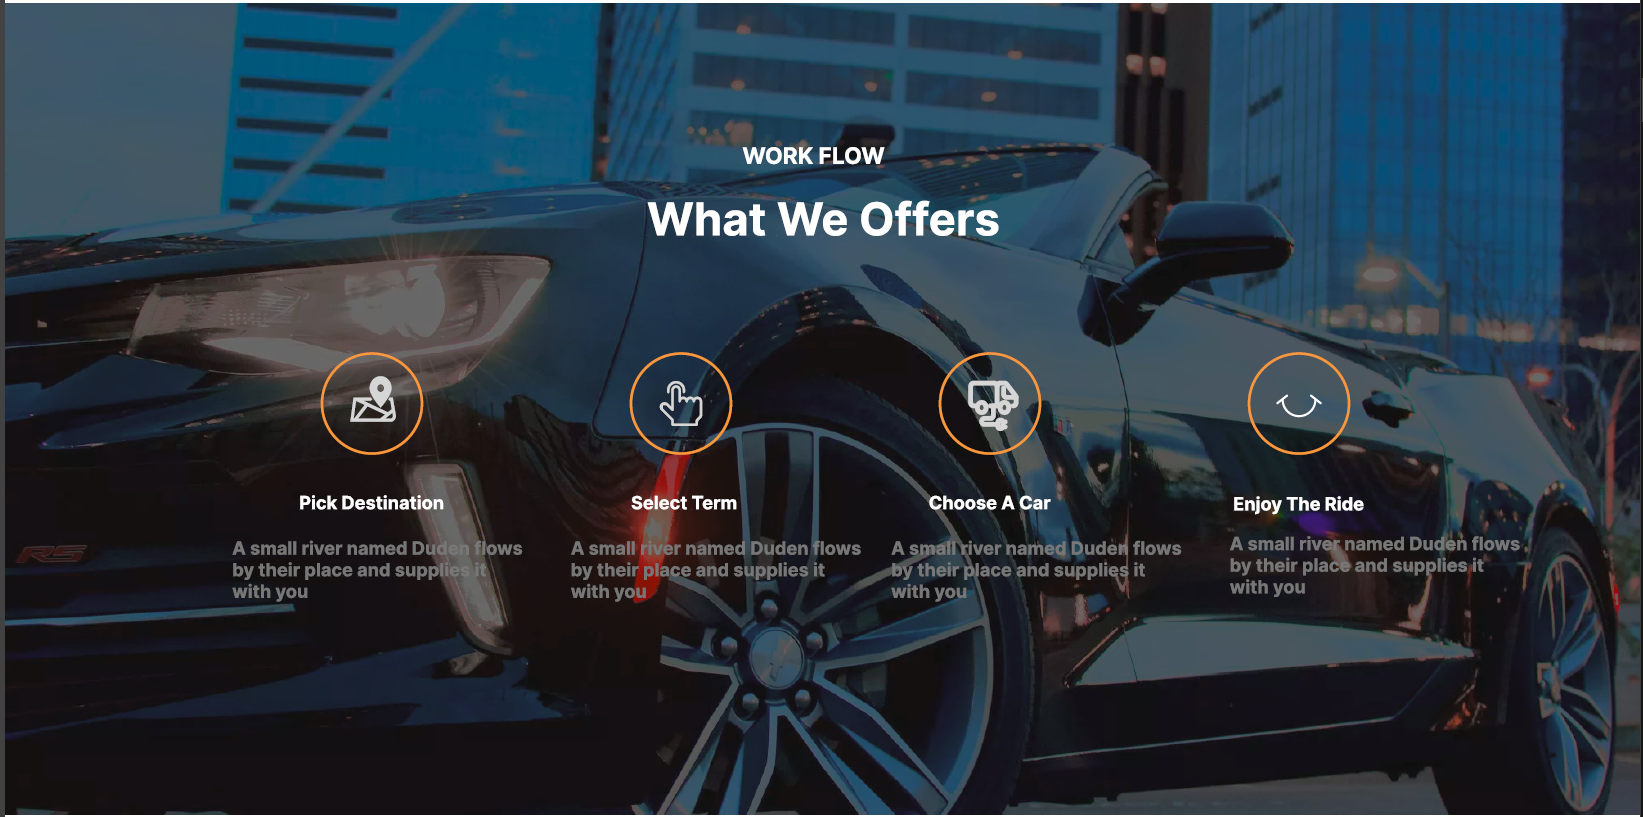 WORK FLOW
What We Offers
Pick Destination
Select Term
Choose A Car
Enjoy The Ride
A small river named Duden flows
by their place and supplies it
with you
A small river named Duden flows
by their place and supplies it
with you
A small river named Duden flows
by their place and supplies it
with you
A small river named Duden flows
by their place and supplies it
with you
RS